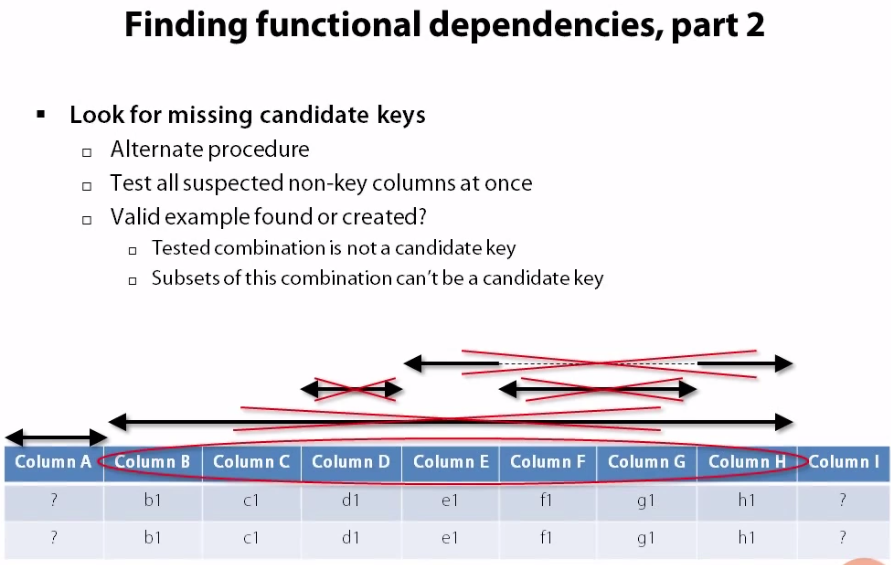 Finding functional dependencies, part 2
Look for missing candidate keys
Alternate procedure
Test all suspected non-key columns at once
Valid example found or created?
Tested combination is not a candidate key
Subsets of this combination can't be a candidate key
Column A Column B Column C Column D Column E Column F Column G Column H Column I
? b1 c1 d1 e1 f1 g1 h1 ?
? b1 c1 d1 e1 f1 g1 h1 ?